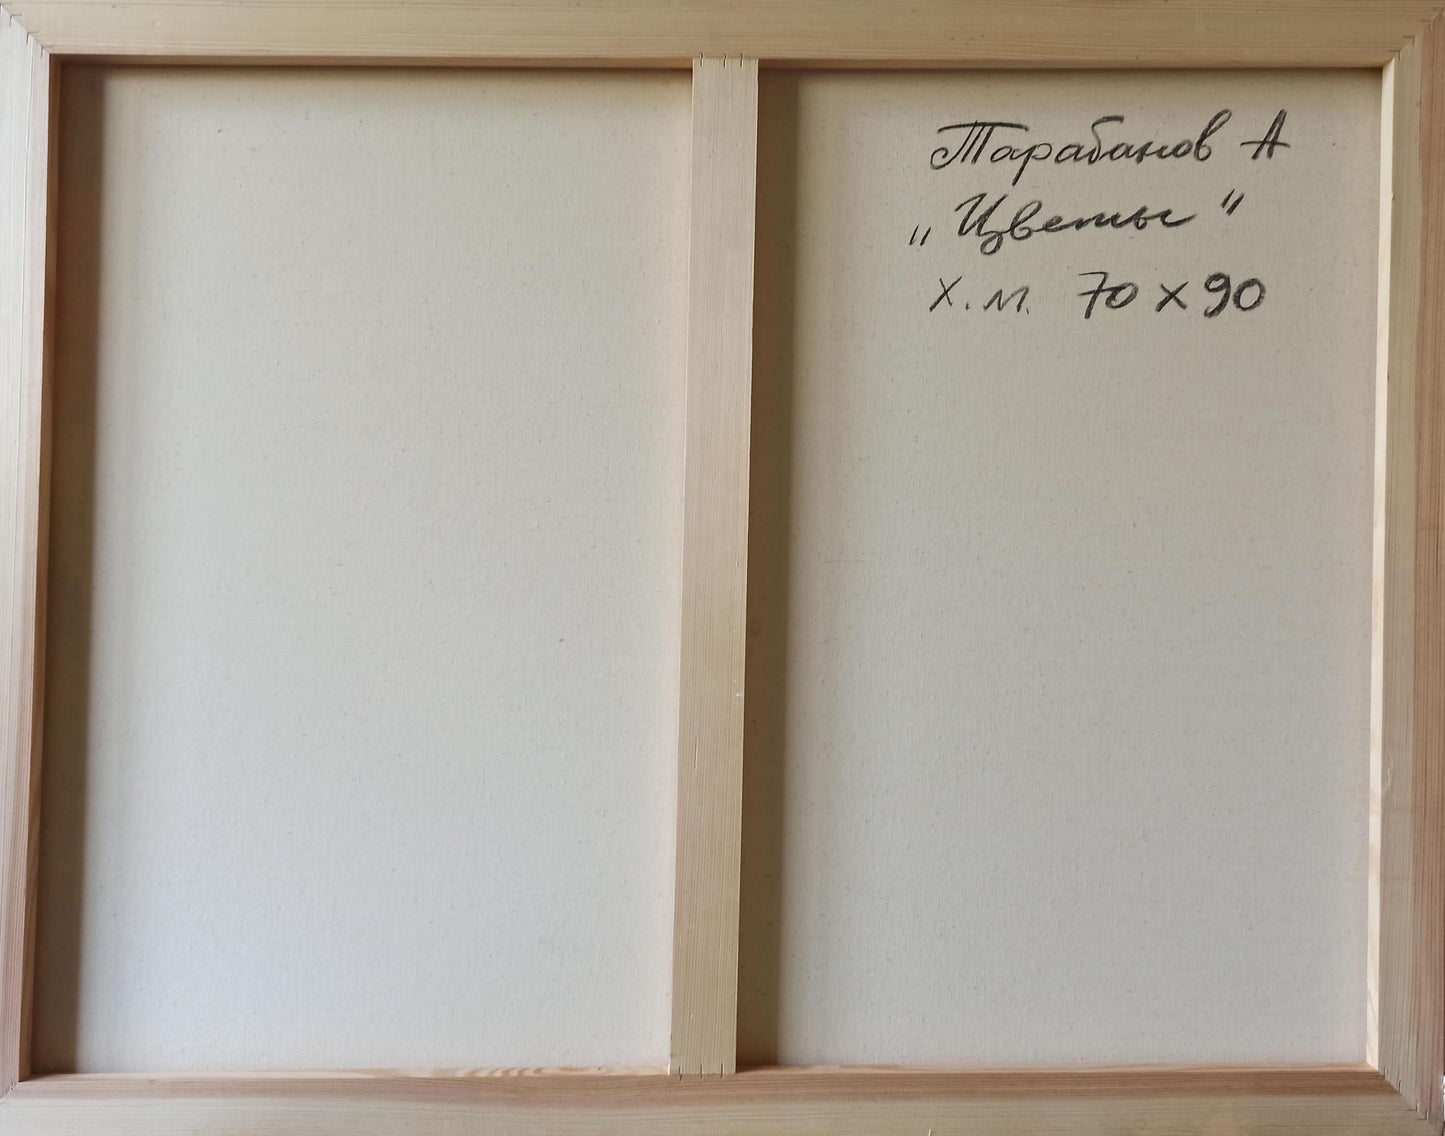 Тарабанов А
„Цветы"
х.м. 70 х 90